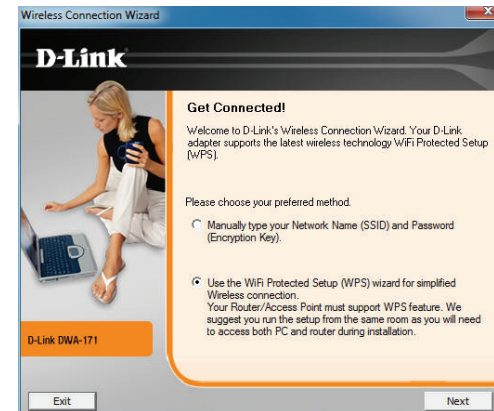 Wireless Connection Wizard
D-Link
Get Connected!
Welcome to D-Link's Wireless Connection Wizard. Your D-Link
adapter supports the latest wireless technology WiFi Protected Setup
(WPS).
Please choose your preferred method.
Manually type your Network Name (SSID) and Password
(Encryption Key).
Use the WiFi Protected Setup (WPS) wizard for simplified
Wireless connection.
Your Router/Access Point must support WPS feature. We
suggest you run the setup from the same room as you will need
to access both PC and router during installation.
D-Link DWA-171
Exit
Next